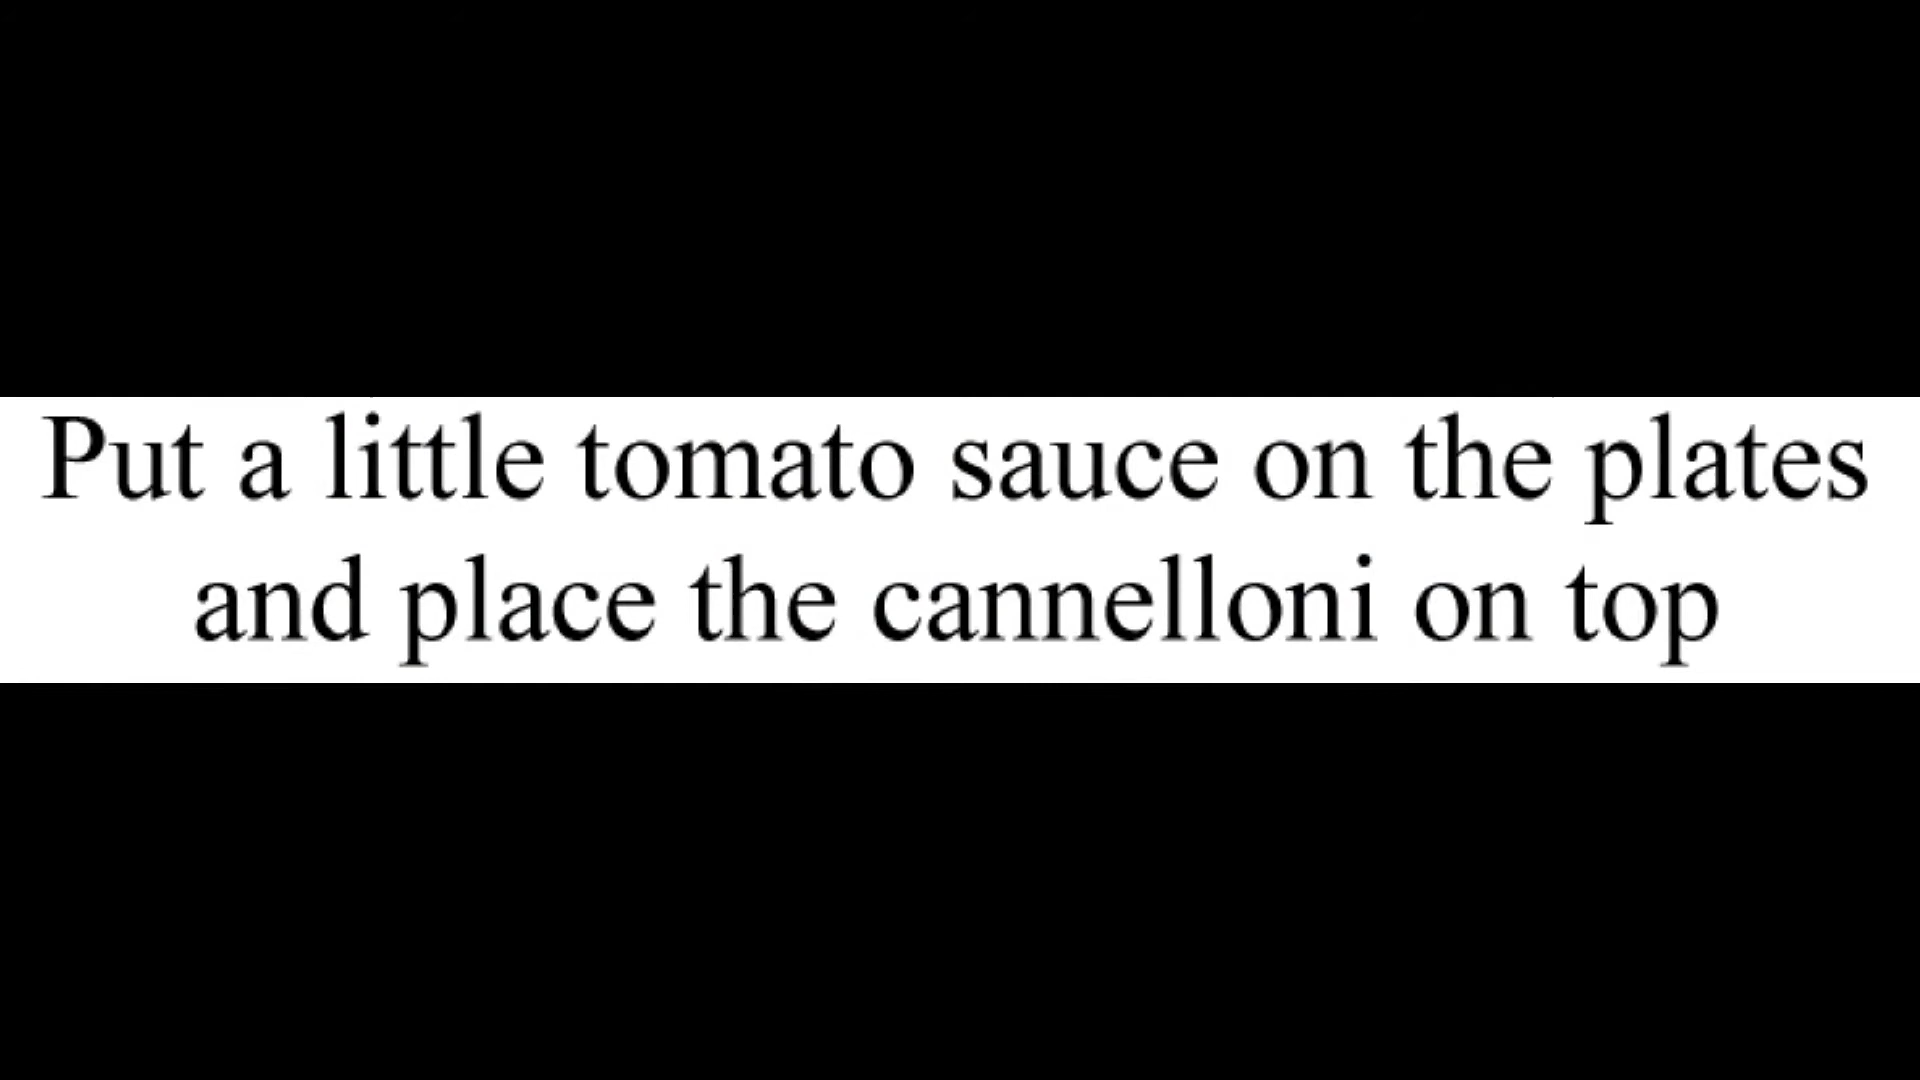 Put a little tomato sauce on the plates
and place the cannelloni on top